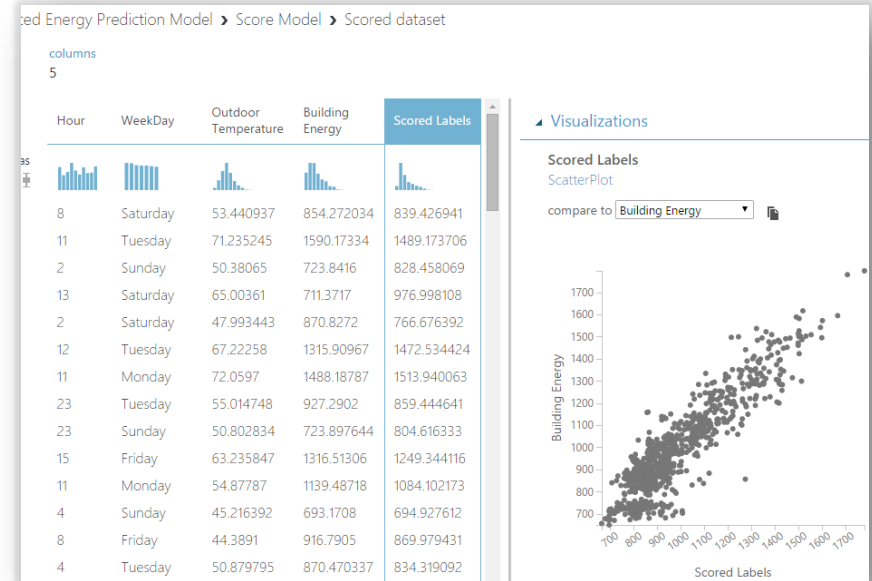 ed Energy Prediction Model › Score Model › Scored dataset
columns
5
as
Hour WeekDay Outdoor Temperature Building Energy Scored Labels
8 Saturday 53.440937 854.272034 839.426941
11 Tuesday 71.235245 1590.17334 1489.173706
2 Sunday 50.38065 723.8416 828.458069
13 Saturday 65.00361 711.3717 976.998108
2 Saturday 47.993443 870.8272 766.676392
12 Tuesday 67.22258 1315.90967 1472.534424
11 Monday 72.0597 1488.18787 1513.940063
23 Tuesday 55.014748 927.2902 859.444641
23 Sunday 50.802834 723.897644 804.616333
15 Friday 63.235847 1316.51306 1249.344116
11 Monday 54.87787 1139.48718 1084.102173
4 Sunday 45.216392 693.1708 694.927612
8 Friday 44.3891 916.7905 869.979431
4 Tuesday 50.879795 870.470337 834.319092
Visualizations
Scored Labels
ScatterPlot
compare to Building Energy
1700
1600
1500
1400
1300
1200
1100
1000
900
800
700
Building Energy
700 800 900 1000 1100 1200 1300 1400 1500 1600 1700
Scored Labels